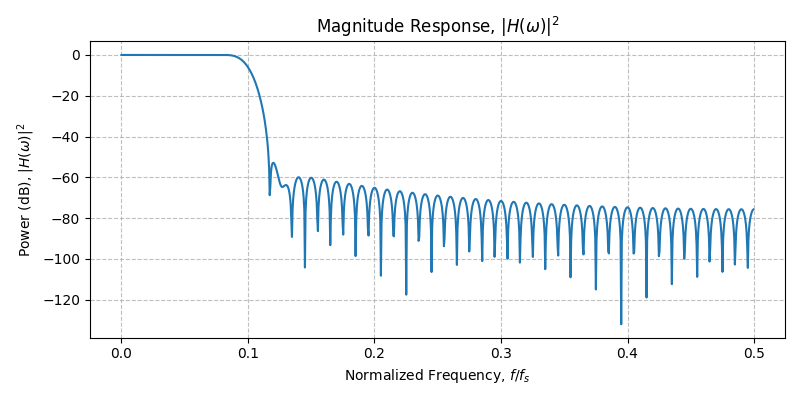 Magnitude Response, |H(ω)|²
0
−20
−40
−60
−80
−100
−120
Power (dB), |H(ω)|²
0.0 0.1 0.2 0.3 0.4 0.5
Normalized Frequency, f/fₛ